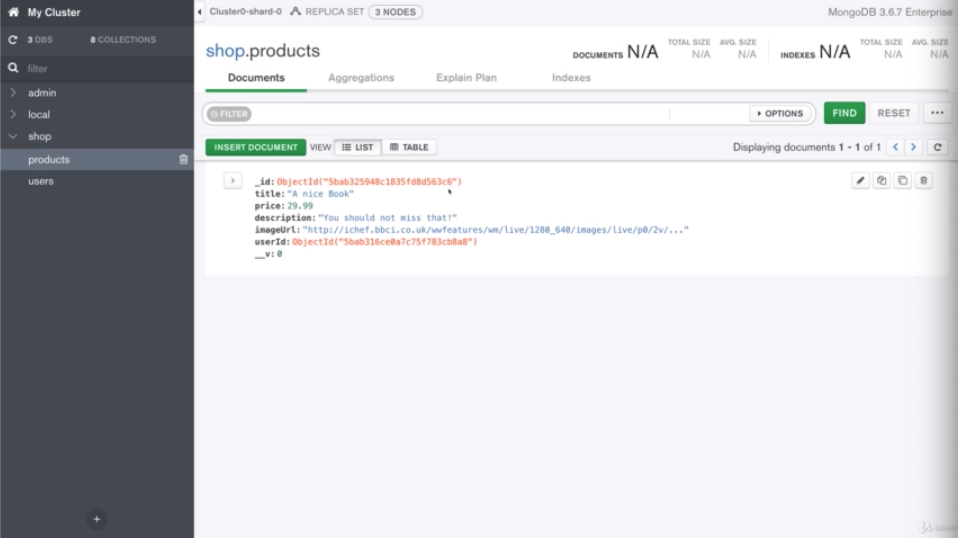 My Cluster
3 DBS 8 COLLECTIONS
filter
admin
local
shop
products
users
Cluster0-shard-0 REPLICA SET 3 NODES MongoDB 3.6.7 Enterprise
shop.products
DOCUMENTS N/A TOTAL SIZE N/A AVG. SIZE N/A INDEXES N/A TOTAL SIZE N/A AVG. SIZE N/A
Documents Aggregations Explain Plan Indexes
FILTER OPTIONS FIND RESET ...
INSERT DOCUMENT VIEW LIST TABLE Displaying documents 1 - 1 of 1
_id: ObjectId("5bab325948c1835fd8d563c6")
title: "A nice Book"
price: 29.99
description: "You should not miss that!"
imageUrl: "http://ichef.bbci.co.uk/wwfeatures/wm/live/1280_640/images/live/p0/2v/..."
userId: ObjectId("5bab316ce0a7c75f783cb8a8")
__v: 0